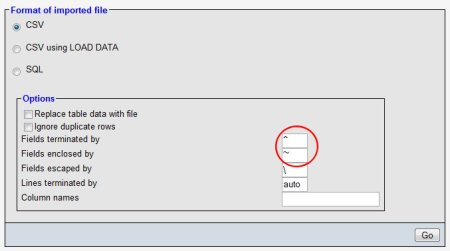 Format of imported file
CSV
CSV using LOAD DATA
SQL
Options
Replace table data with file
Ignore duplicate rows
Fields terminated by ^
Fields enclosed by ~
Fields escaped by \
Lines terminated by auto
Column names
Go